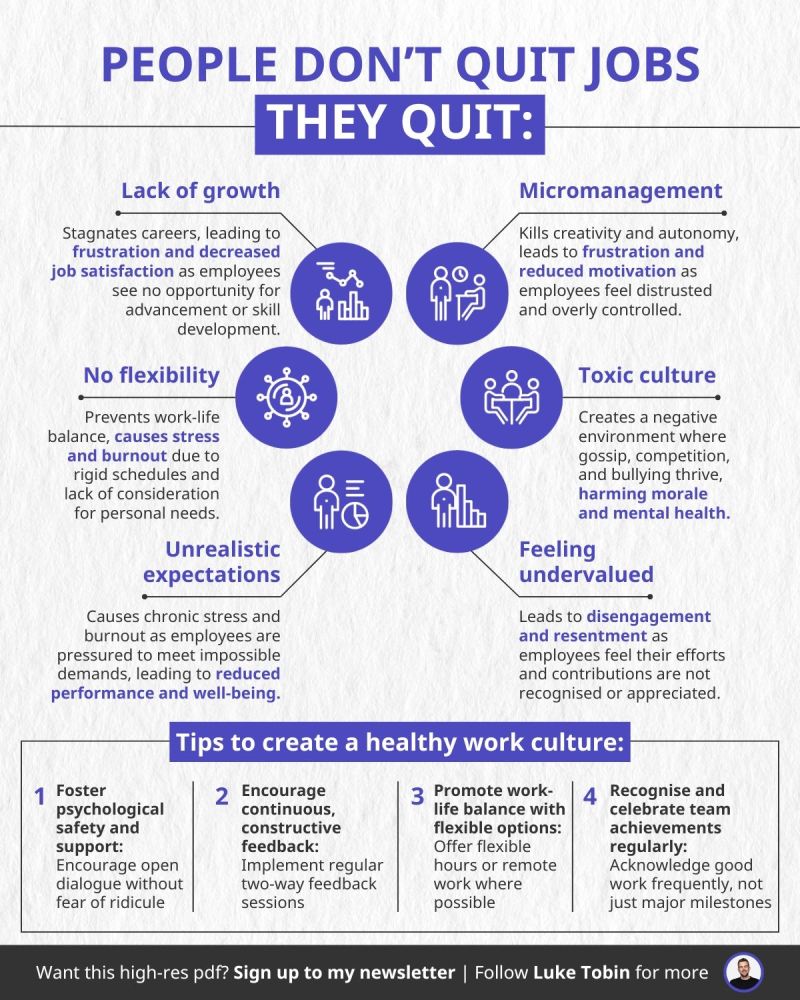 PEOPLE DON'T QUIT JOBS
THEY QUIT:
Lack of growth
Stagnates careers, leading to
frustration and decreased
job satisfaction as employees
see no opportunity for
advancement or skill
development.
Micromanagement
Kills creativity and autonomy,
leads to frustration and
reduced motivation as
employees feel distrusted
and overly controlled.
No flexibility
Prevents work-life
balance, causes stress
and burnout due to
rigid schedules and
lack of consideration
for personal needs.
Toxic culture
Creates a negative
environment where
gossip, competition,
and bullying thrive,
harming morale
and mental health.
Unrealistic
expectations
Causes chronic stress and
burnout as employees are
pressured to meet impossible
demands, leading to reduced
performance and well-being.
Feeling
undervalued
Leads to disengagement
and resentment as
employees feel their efforts
and contributions are not
recognised or appreciated.
Tips to create a healthy work culture:
1 Foster
psychological
safety and
support:
Encourage open
dialogue without
fear of ridicule
2 Encourage
continuous,
constructive
feedback:
Implement regular
two-way feedback
sessions
3 Promote work-
life balance with
flexible options:
Offer flexible
hours or remote
work where
possible
4 Recognise and
celebrate team
achievements
regularly:
Acknowledge good
work frequently, not
just major milestones
Want this high-res pdf? Sign up to my newsletter | Follow Luke Tobin for more